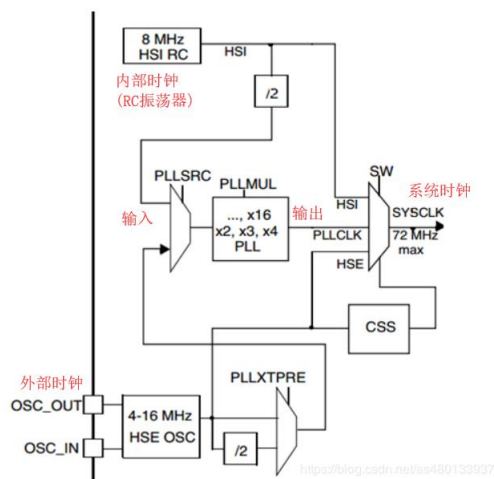 8 MHz
HSI RC
HSI
内部时钟
(RC振荡器)
/2
PLLSRC
PLLMUL
SW
系统时钟
输入
..., x16
x2, x3, x4
PLL
输出
HSI
SYSCLK
PLLCLK
72 MHz
max
HSE
CSS
外部时钟
PLLXTPRE
OSC_OUT
4-16 MHz
HSE OSC
OSC_IN
/2
https://blog.csdn.net/as480133937